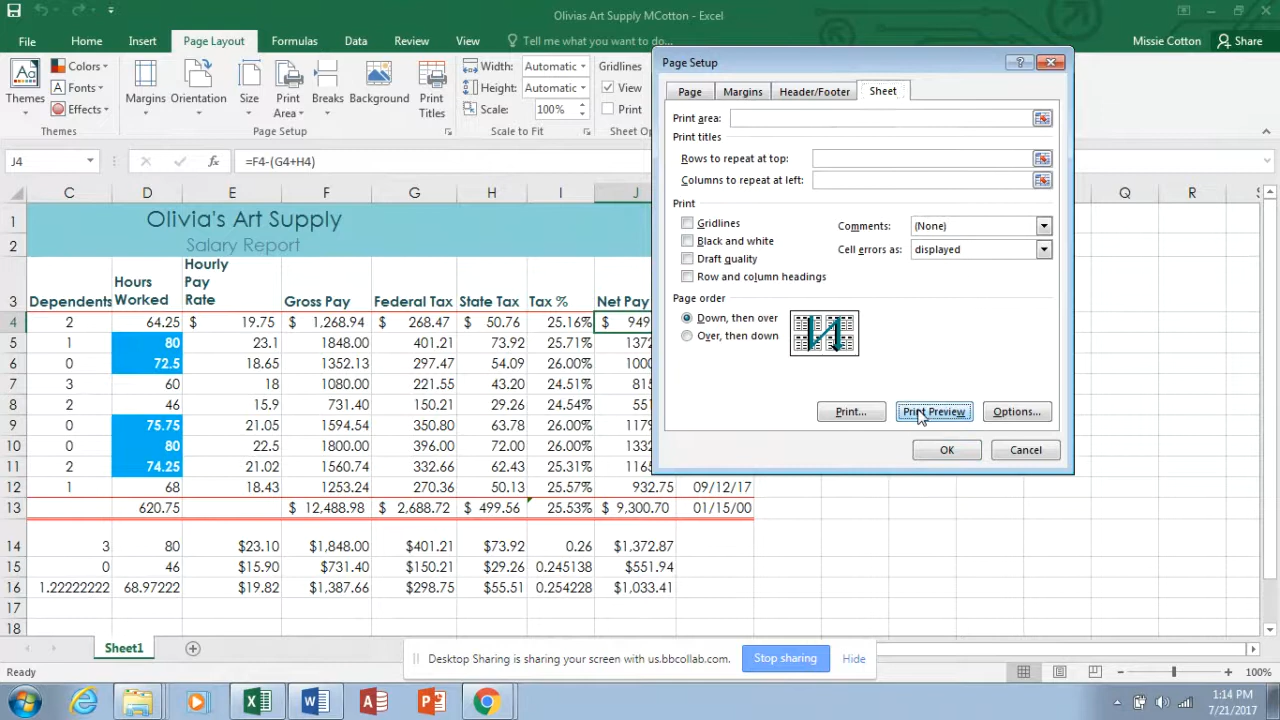 Olivias Art Supply MCotton - Excel
File Home Insert Page Layout Formulas Data Review View Tell me what you want to do... Missie Cotton Share
Themes
Colors
Fonts
Effects
Themes
Margins Orientation Size Print Area Breaks Background Print Titles
Page Setup
Width: Automatic
Height: Automatic
Scale: 100%
Scale to Fit
Gridlines
View
Print
Sheet O
J4 fx =F4-(G4+H4)
C D E F G H I J Q R
1 Olivia's Art Supply
2 Salary Report
3 Dependents Hours Worked Hourly Pay Rate Gross Pay Federal Tax State Tax Tax % Net Pay
4 2 64.25 $ 19.75 $ 1,268.94 $ 268.47 $ 50.76 25.16% $ 949
5 1 80 23.1 1848.00 401.21 73.92 25.71% 1372
6 0 72.5 18.65 1352.13 297.47 54.09 26.00% 1000
7 3 60 18 1080.00 221.55 43.20 24.51% 815
8 2 46 15.9 731.40 150.21 29.26 24.54% 551
9 0 75.75 21.05 1594.54 350.80 63.78 26.00% 1179
10 0 80 22.5 1800.00 396.00 72.00 26.00% 1332
11 2 74.25 21.02 1560.74 332.66 62.43 25.31% 1165
12 1 68 18.43 1253.24 270.36 50.13 25.57% 932.75 09/12/17
13 620.75 $ 12,488.98 $ 2,688.72 $ 499.56 25.53% $ 9,300.70 01/15/00
14 3 80 $23.10 $1,848.00 $401.21 $73.92 0.26 $1,372.87
15 0 46 $15.90 $731.40 $150.21 $29.26 0.245138 $551.94
16 1.22222222 68.97222 $19.82 $1,387.66 $298.75 $55.51 0.254228 $1,033.41
17
18
Page Setup
Page Margins Header/Footer Sheet
Print area:
Print titles
Rows to repeat at top:
Columns to repeat at left:
Print
Gridlines
Black and white
Draft quality
Row and column headings
Comments: (None)
Cell errors as: displayed
Page order
Down, then over
Over, then down
Print... Print Preview Options...
OK Cancel
Sheet1
Desktop Sharing is sharing your screen with us.bbcollab.com. Stop sharing Hide
Ready 100%
1:14 PM
7/21/2017